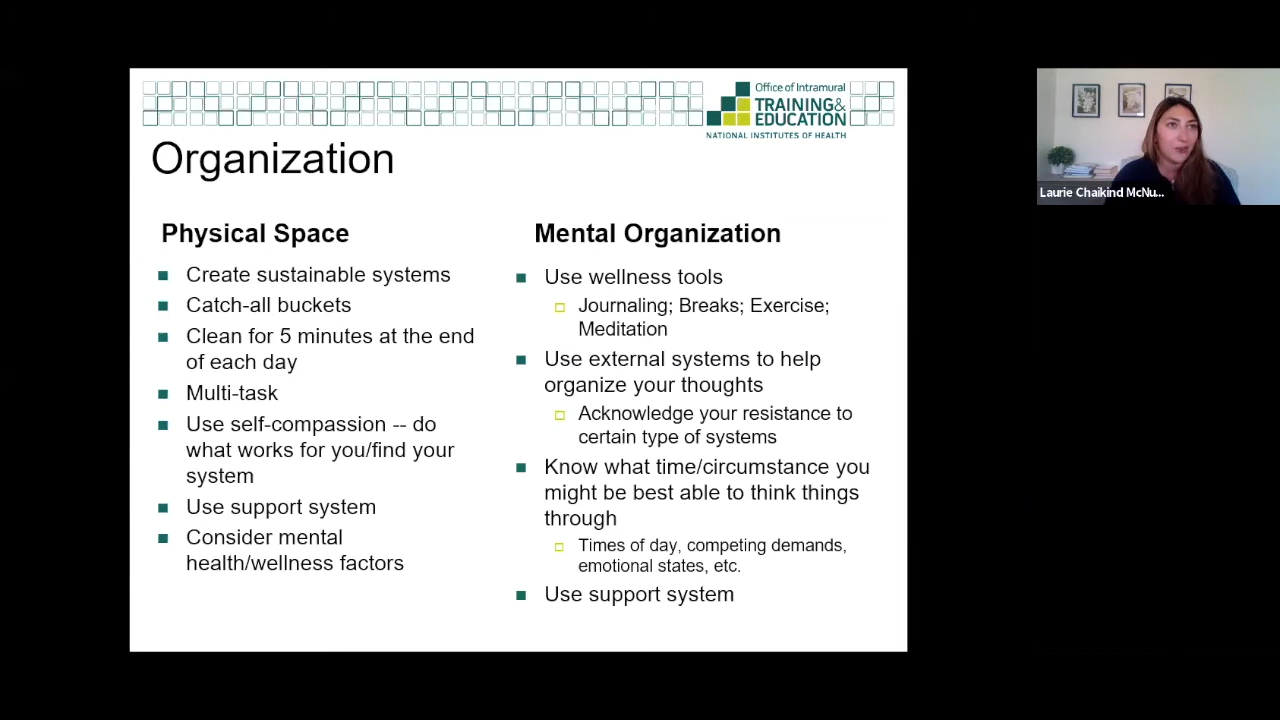 Office of Intramural
TRAINING&
EDUCATION
NATIONAL INSTITUTES OF HEALTH
Organization
Physical Space
Create sustainable systems
Catch-all buckets
Clean for 5 minutes at the end
of each day
Multi-task
Use self-compassion -- do
what works for you/find your
system
Use support system
Consider mental
health/wellness factors
Mental Organization
Use wellness tools
Journaling; Breaks; Exercise;
Meditation
Use external systems to help
organize your thoughts
Acknowledge your resistance to
certain type of systems
Know what time/circumstance you
might be best able to think things
through
Times of day, competing demands,
emotional states, etc.
Use support system
Laurie Chaikind McNu...